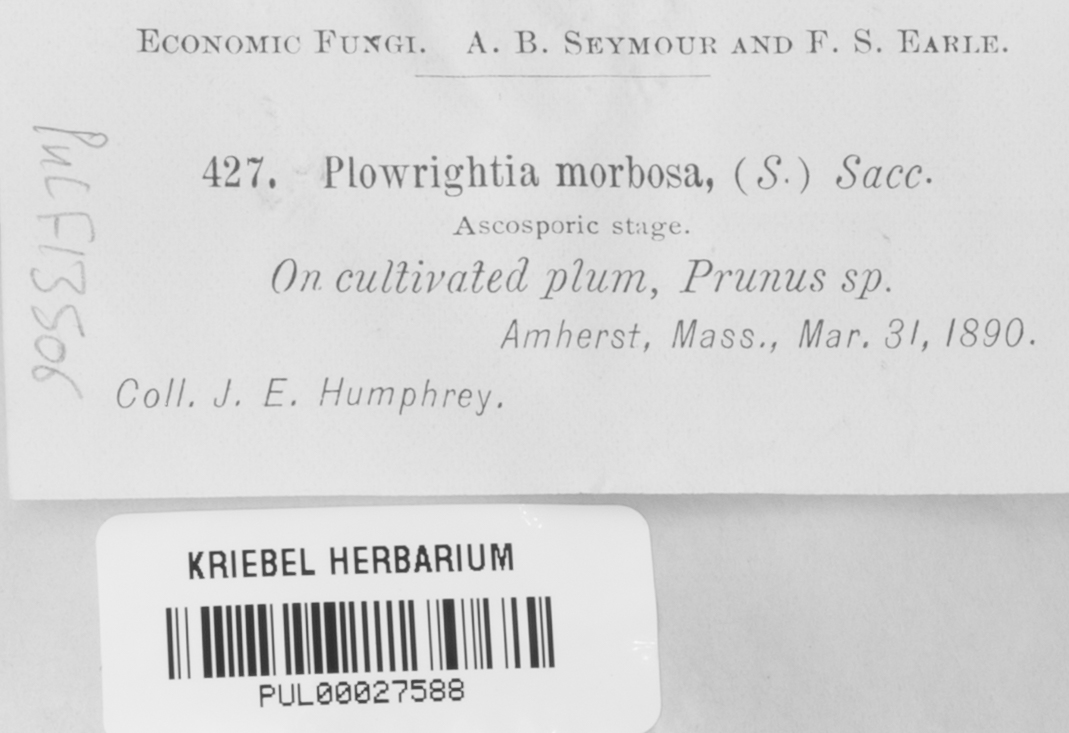 ECONOMIC FUNGI. A. B. SEYMOUR AND F. S. EARLE.
427. Plowrightia morbosa, (S.) Sacc.
Ascosporic stage.
On cultivated plum, Prunus sp.
Amherst, Mass., Mar. 31, 1890.
Coll. J. E. Humphrey.
PUL F13506
KRIEBEL HERBARIUM
PUL00027588